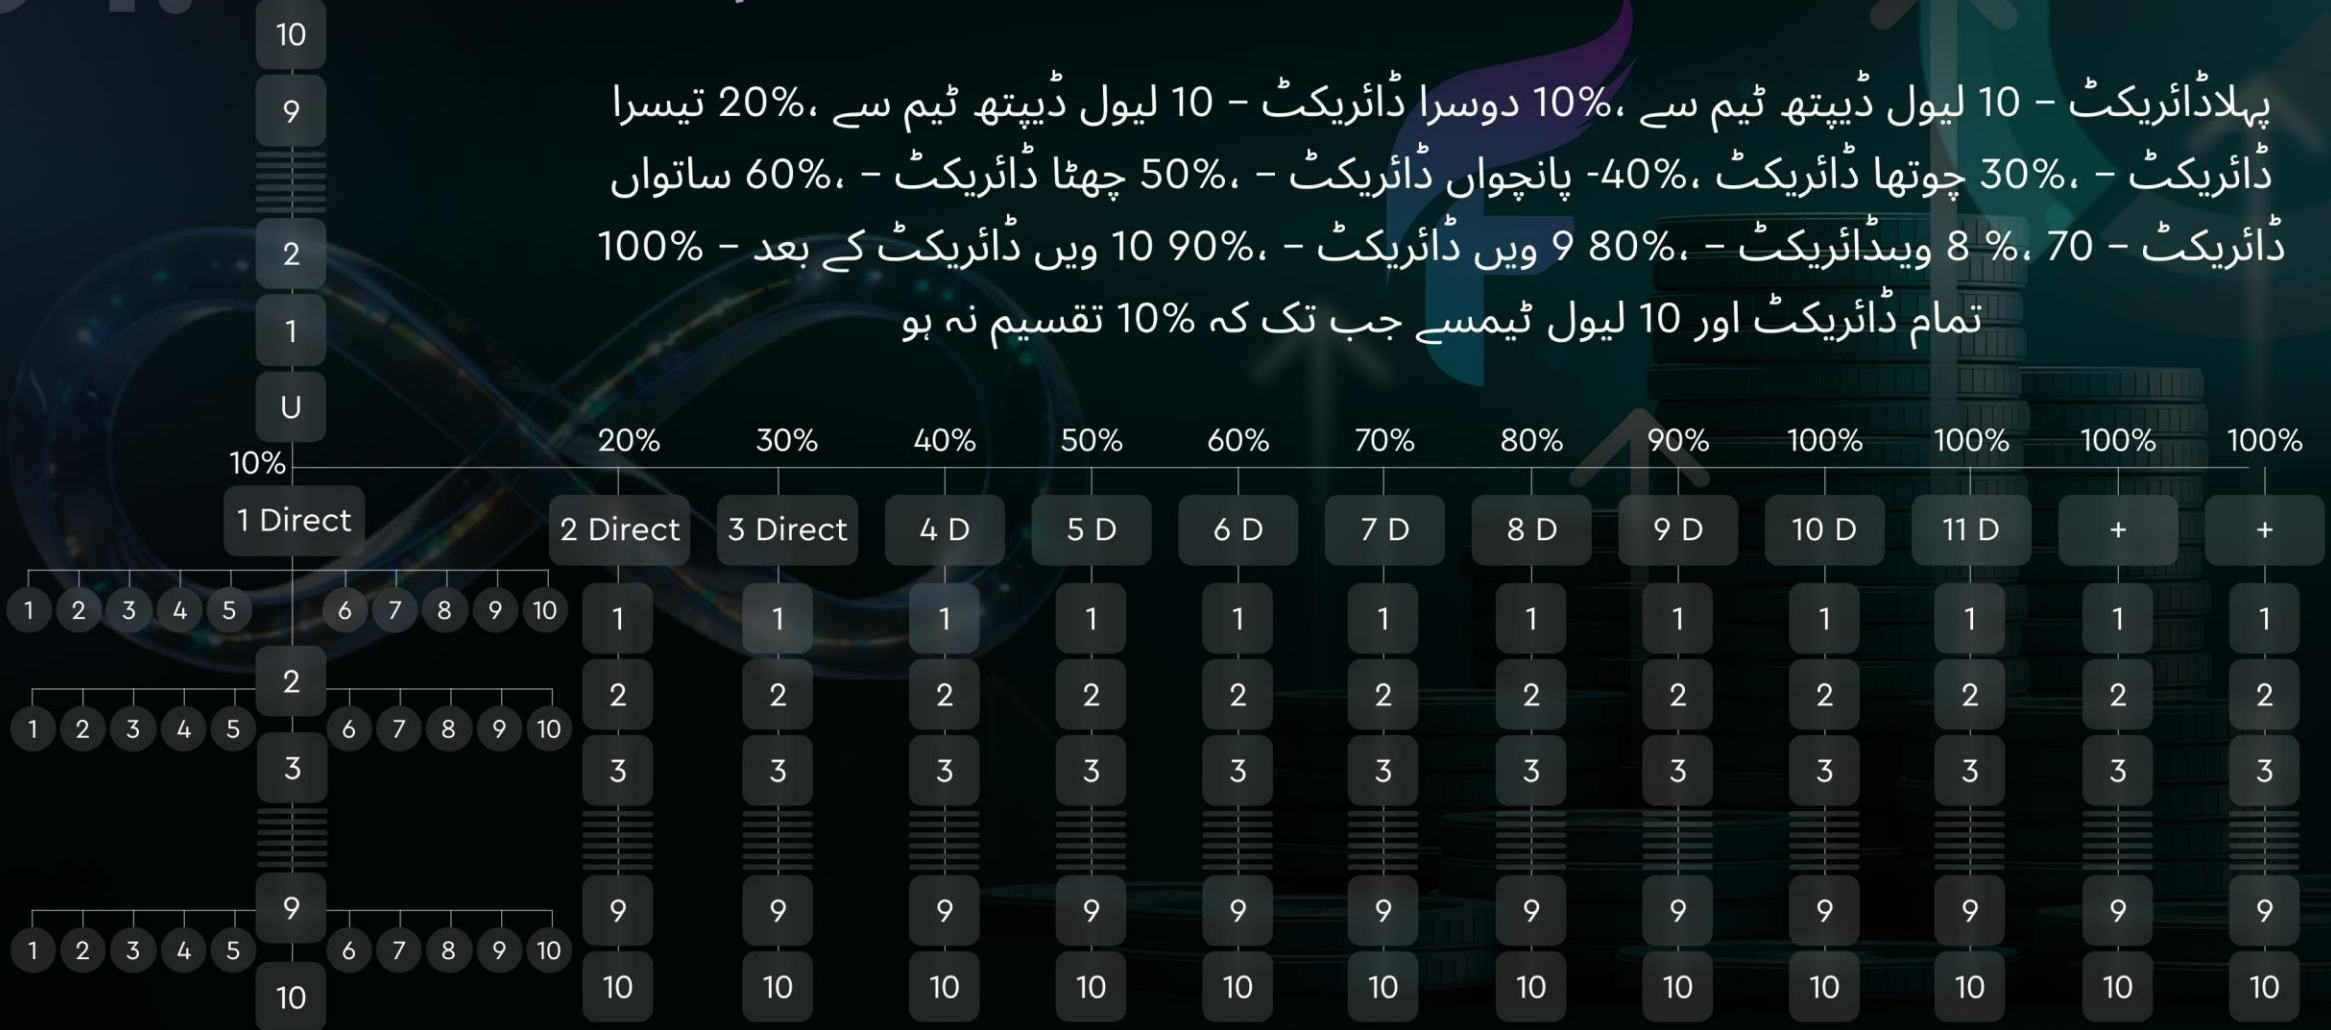 10
9
2
1
U
پہلاڈائریکٹ – 10 لیول ڈیپتھ ٹیم سے ،10% دوسرا ڈائریکٹ – 10 لیول ڈیپتھ ٹیم سے ،20% تیسرا
ڈائریکٹ – ،30% چوتھا ڈائریکٹ ،40%- پانچواں ڈائریکٹ – ،50% چھٹا ڈائریکٹ – ،60% ساتواں
ڈائریکٹ – 70 ،% 8 ویںڈائریکٹ – ،80% 9 ویں ڈائریکٹ – ،90% 10 ویں ڈائریکٹ کے بعد – 100%
تمام ڈائریکٹ اور 10 لیول ٹیمسے جب تک کہ 10% تقسیم نہ ہو
10% 20% 30% 40% 50% 60% 70% 80% 90% 100% 100% 100% 100%
1 Direct 2 Direct 3 Direct 4 D 5 D 6 D 7 D 8 D 9 D 10 D 11 D + +
1 2 3 4 5 6 7 8 9 10 1 1 1 1 1 1 1 1 1 1 1 1
2 2 2 2 2 2 2 2 2 2 2 2 2
1 2 3 4 5 6 7 8 9 10
3 3 3 3 3 3 3 3 3 3 3 3 3
9 9 9 9 9 9 9 9 9 9 9 9 9
1 2 3 4 5 6 7 8 9 10
10 10 10 10 10 10 10 10 10 10 10 10 10